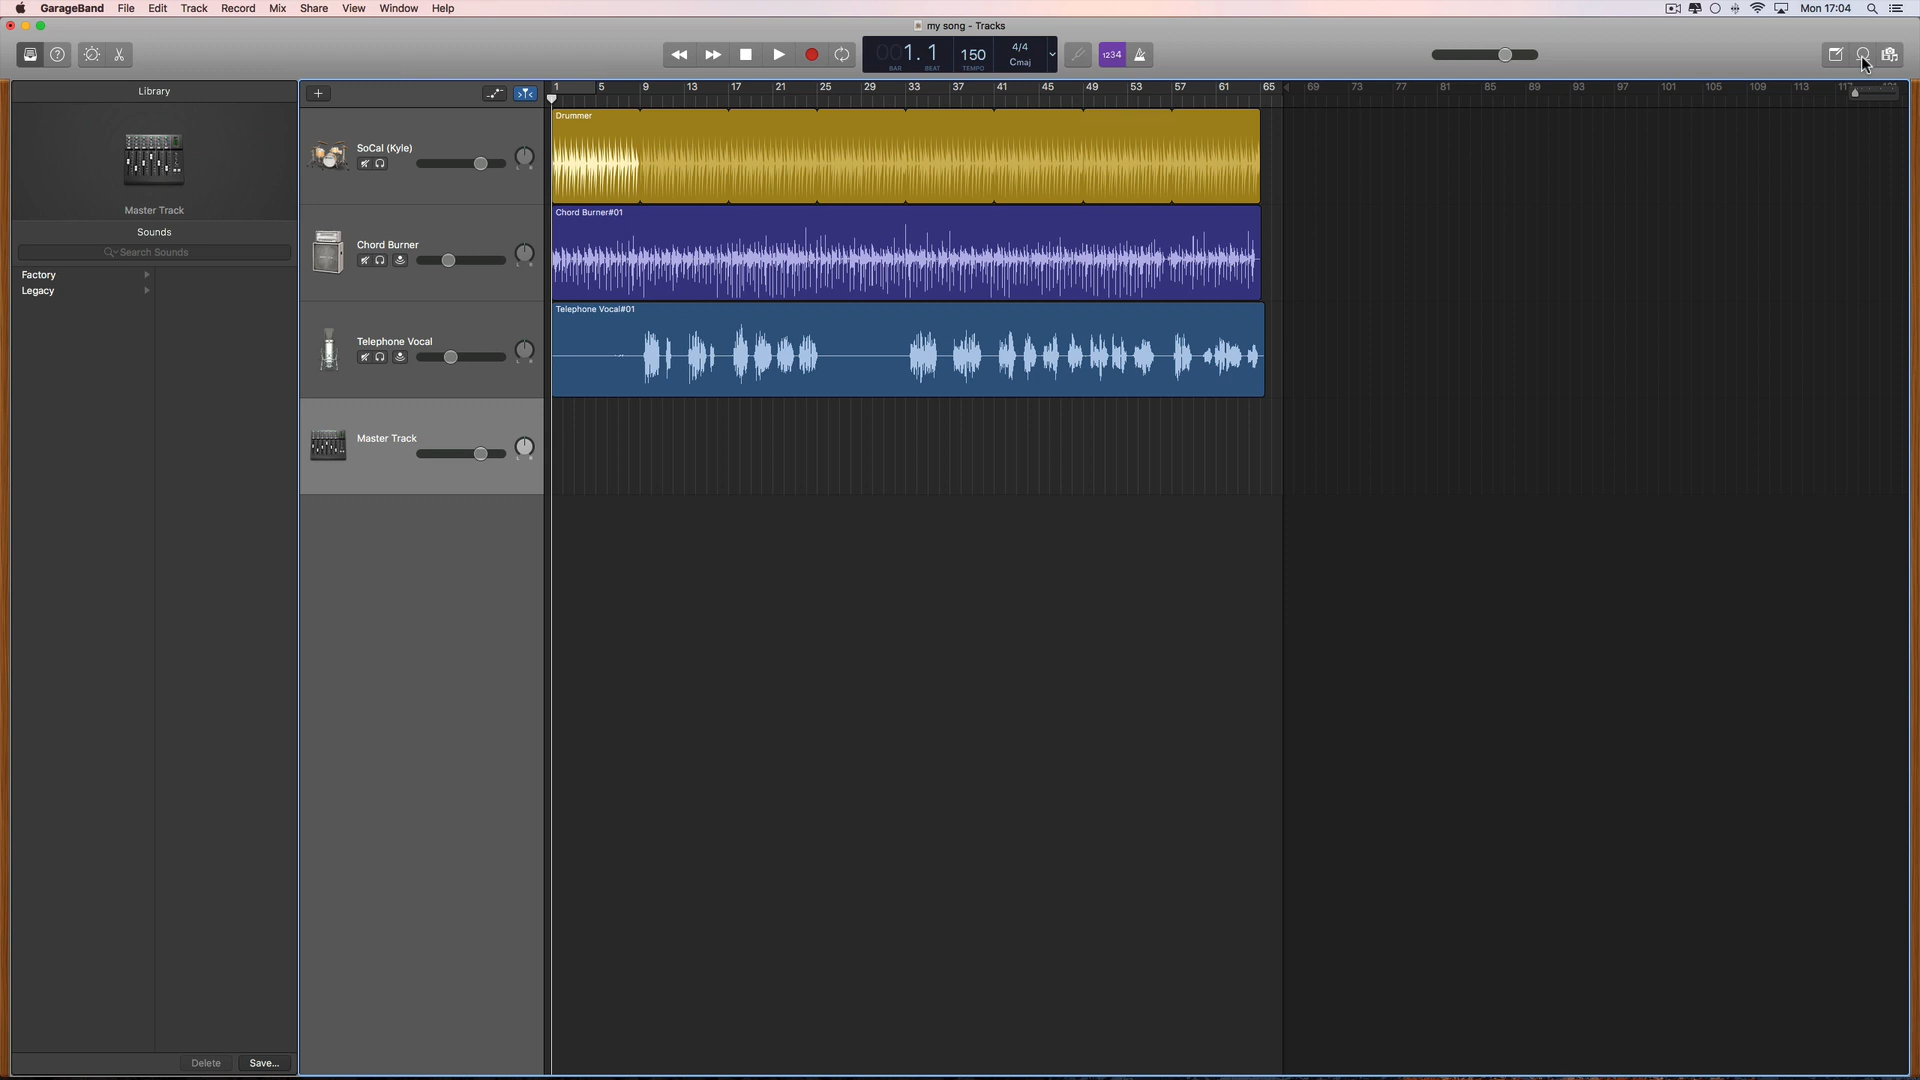 GarageBand File Edit Track Record Mix Share View Window Help Mon 17:04
my song - Tracks
001. 1 150 4/4 Cmaj
BAR BEAT TEMPO
1234
Library
1 5 9 13 17 21 25 29 33 37 41 45 49 53 57 61 65 69 73 77 81 85 89 93 97 101 105 109 113
Master Track
Sounds
Search Sounds
Factory
Legacy
Delete Save...
SoCal (Kyle)
L R
Drummer
Chord Burner
L R
Chord Burner#01
Telephone Vocal
L R
Telephone Vocal#01
Master Track
L R